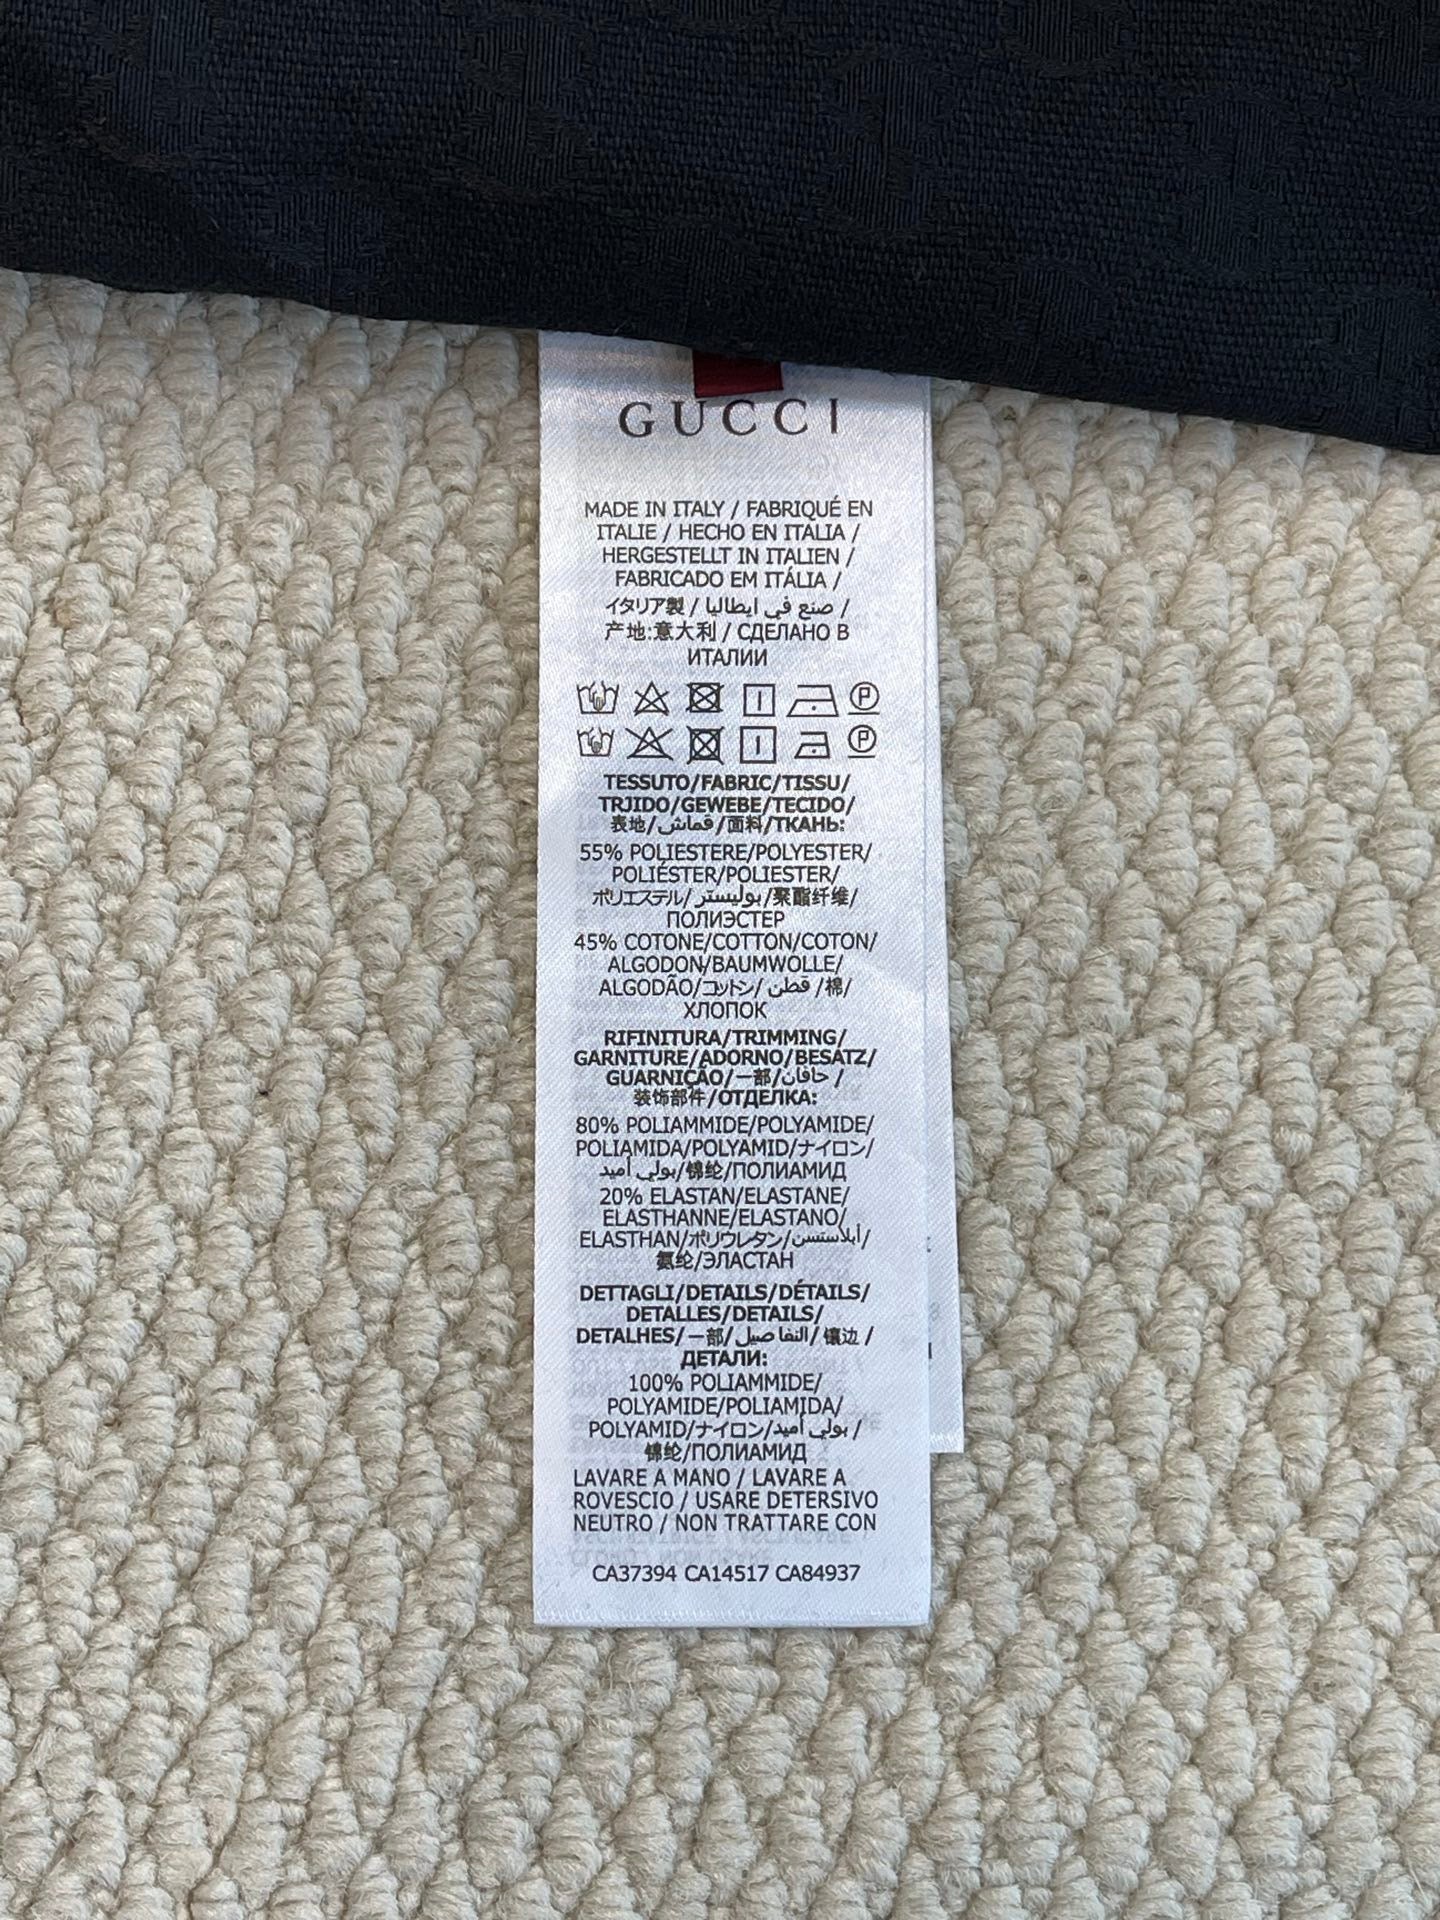 GUCCI
MADE IN ITALY / FABRIQUÉ EN
ITALIE / HECHO EN ITALIA /
HERGESTELLT IN ITALIEN /
FABRICADO EM ITÁLIA /
イタリア製 / صنع في ايطاليا /
产地:意大利 / СДЕЛАНО В
ИТАЛИИ
TESSUTO/FABRIC/TISSU/
TRJIDO/GEWEBE/TECIDO/
表地/قماش/面料/ТКАНЬ:
55% POLIESTERE/POLYESTER/
POLIÉSTER/POLIESTER/
ポリエステル/بوليستر/聚酯纤维/
ПОЛИЭСТЕР
45% COTONE/COTTON/COTON/
ALGODON/BAUMWOLLE/
ALGODÃO/コットン/ قطن /棉/
ХЛОПОК
RIFINITURA/TRIMMING/
GARNITURE/ADORNO/BESATZ/
GUARNIÇÃO/一部/حافان /
装饰部件/ОТДЕЛКА:
80% POLIAMMIDE/POLYAMIDE/
POLIAMIDA/POLYAMID/ナイロン/
بولي أميد/锦纶/ПОЛИАМИД
20% ELASTAN/ELASTANE/
ELASTHANNE/ELASTANO/
ELASTHAN/ポリウレタン/أيلاستسن/
氨纶/ЭЛАСТАН
DETTAGLI/DETAILS/DÉTAILS/
DETALLES/DETAILS/
DETALHES/一部/النفاصيل/ 镶边 /
ДЕТАЛИ:
100% POLIAMMIDE/
POLYAMIDE/POLIAMIDA/
POLYAMID/ナイロン/بولي أميد /
锦纶/ПОЛИАМИД
LAVARE A MANO / LAVARE A
ROVESCIO / USARE DETERSIVO
NEUTRO / NON TRATTARE CON
CA37394 CA14517 CA84937